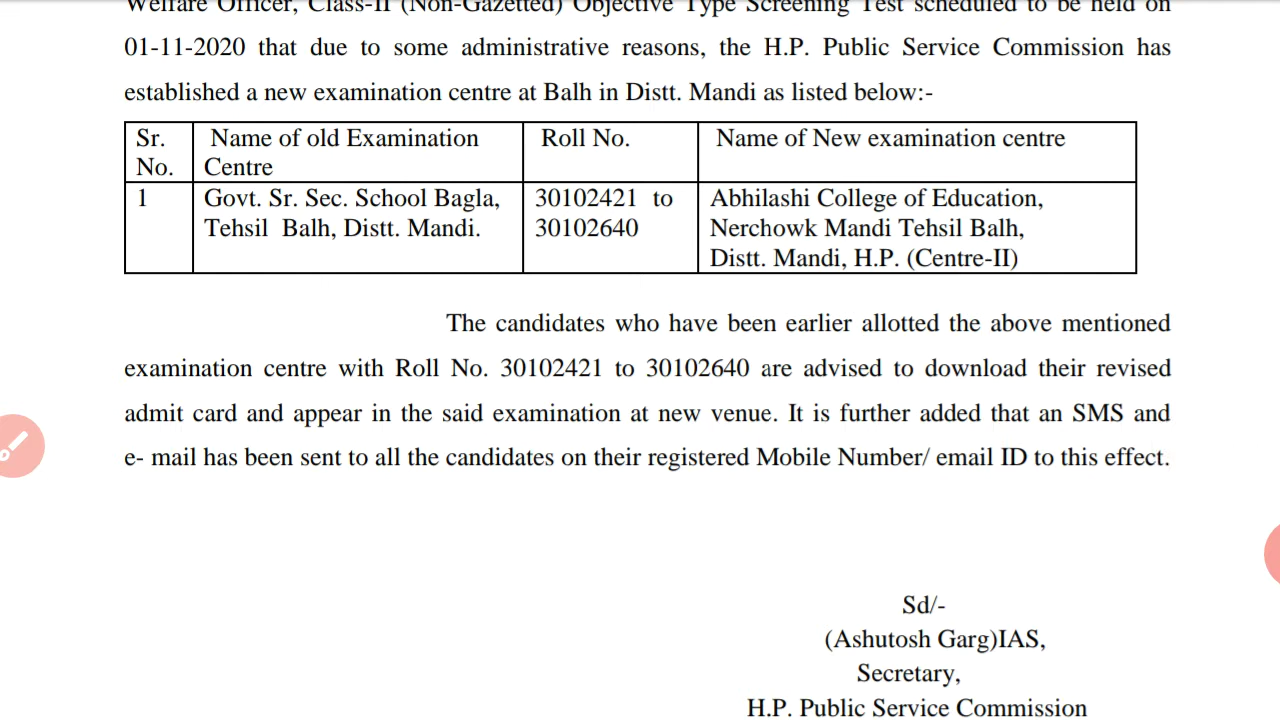 Welfare Officer, Class-II (Non-Gazetted) Objective Type Screening Test scheduled to be held on
01-11-2020 that due to some administrative reasons, the H.P. Public Service Commission has
established a new examination centre at Balh in Distt. Mandi as listed below:-
Sr. No. Name of old Examination Centre Roll No. Name of New examination centre
1 Govt. Sr. Sec. School Bagla, 30102421 to Abhilashi College of Education,
Tehsil Balh, Distt. Mandi. 30102640 Nerchowk Mandi Tehsil Balh,
Distt. Mandi, H.P. (Centre-II)
The candidates who have been earlier allotted the above mentioned
examination centre with Roll No. 30102421 to 30102640 are advised to download their revised
admit card and appear in the said examination at new venue. It is further added that an SMS and
e- mail has been sent to all the candidates on their registered Mobile Number/ email ID to this effect.
Sd/-
(Ashutosh Garg)IAS,
Secretary,
H.P. Public Service Commission